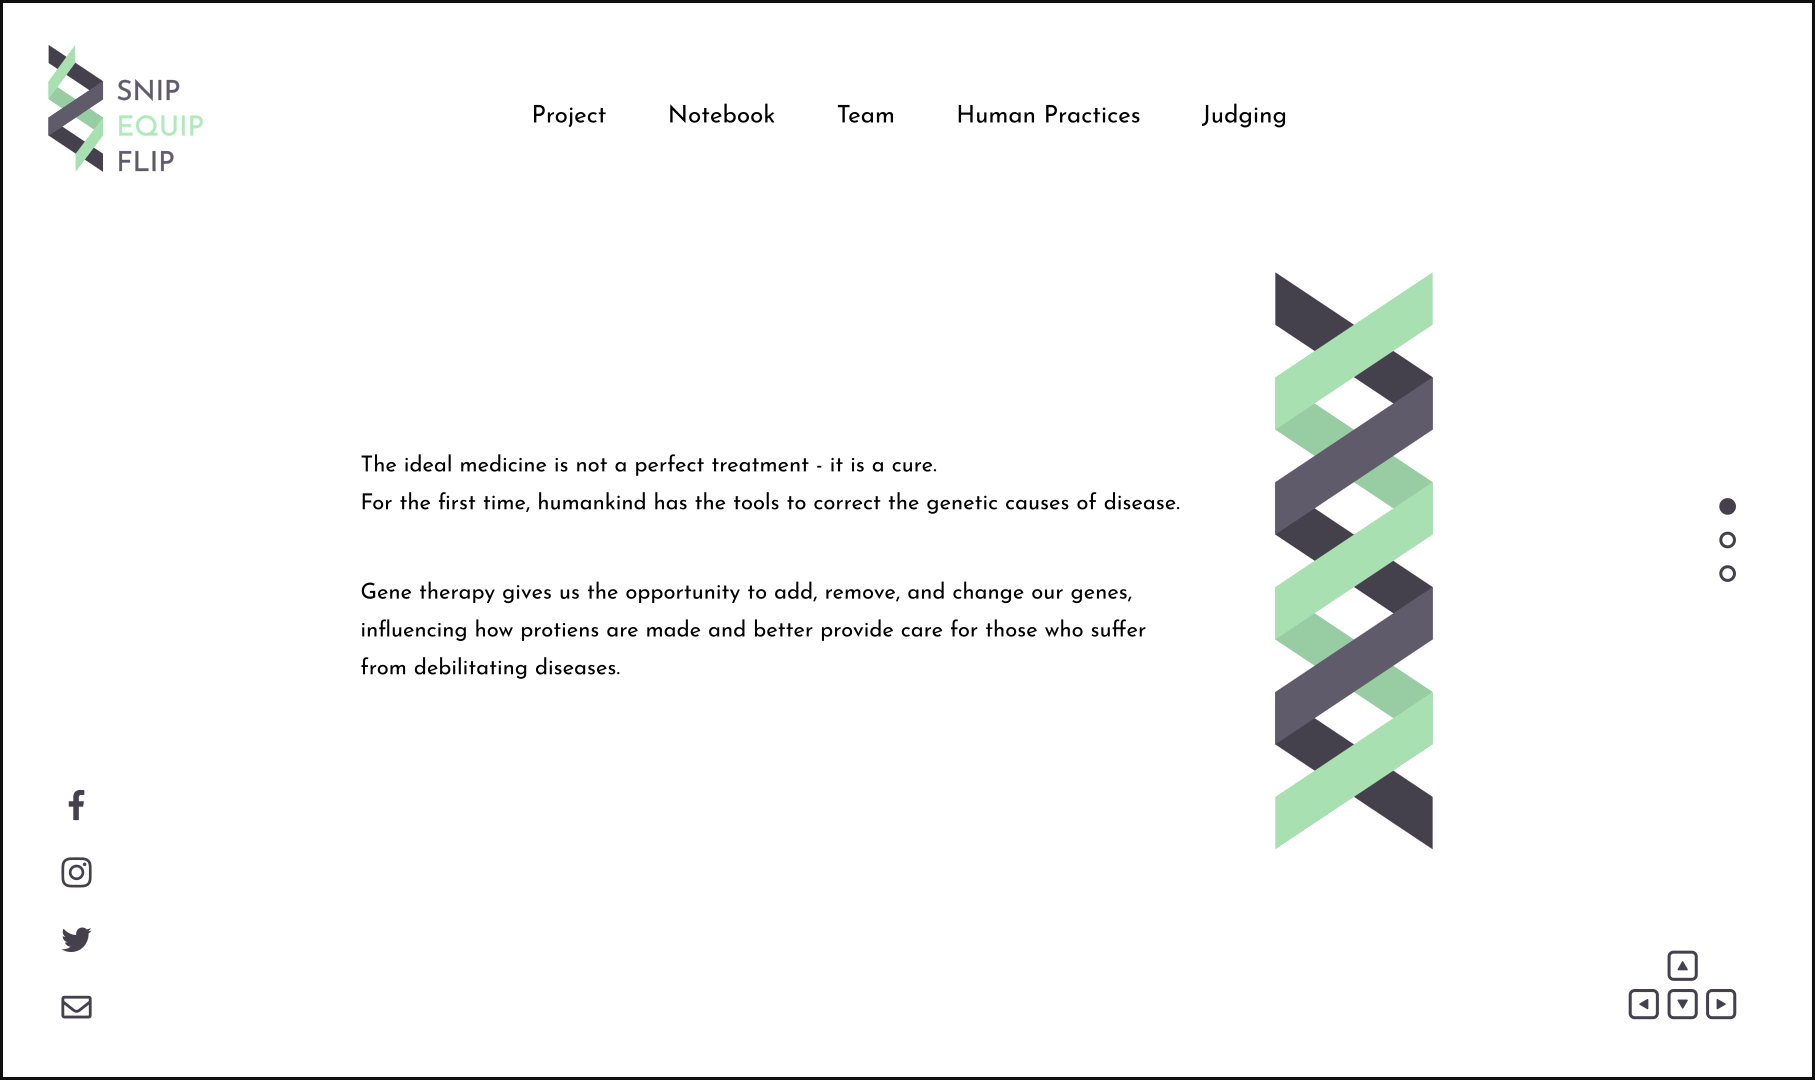 SNIP
EQUIP
FLIP
Project Notebook Team Human Practices Judging
The ideal medicine is not a perfect treatment - it is a cure.
For the first time, humankind has the tools to correct the genetic causes of disease.
Gene therapy gives us the opportunity to add, remove, and change our genes,
influencing how protiens are made and better provide care for those who suffer
from debilitating diseases.